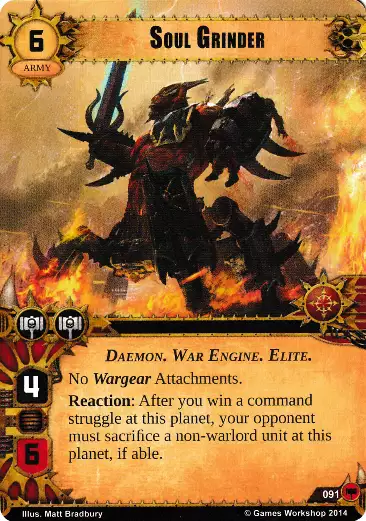 6
SOUL GRINDER
ARMY
DAEMON. WAR ENGINE. ELITE.
4
No Wargear Attachments.
Reaction: After you win a command
struggle at this planet, your opponent
must sacrifice a non-warlord unit at this
planet, if able.
6
091
Illus. Matt Bradbury
© Games Workshop 2014